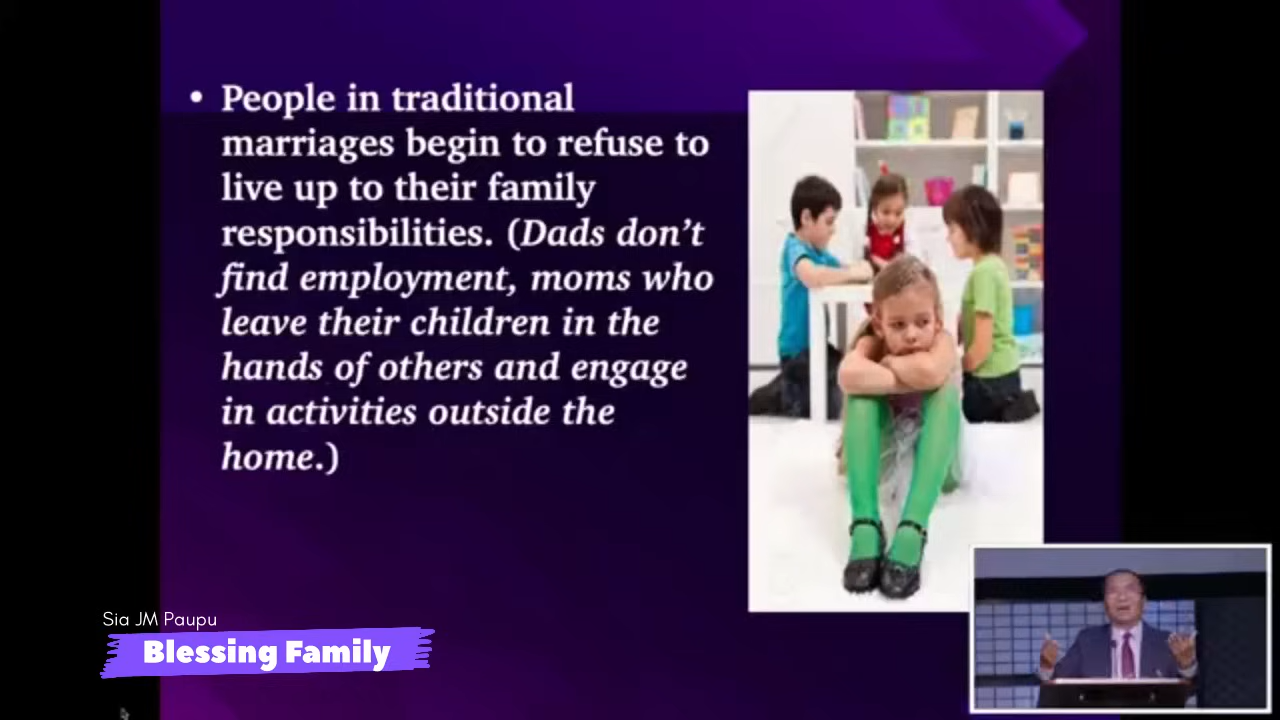 • People in traditional
marriages begin to refuse to
live up to their family
responsibilities. (Dads don’t
find employment, moms who
leave their children in the
hands of others and engage
in activities outside the
home.)
Sia JM Paupu
Blessing Family